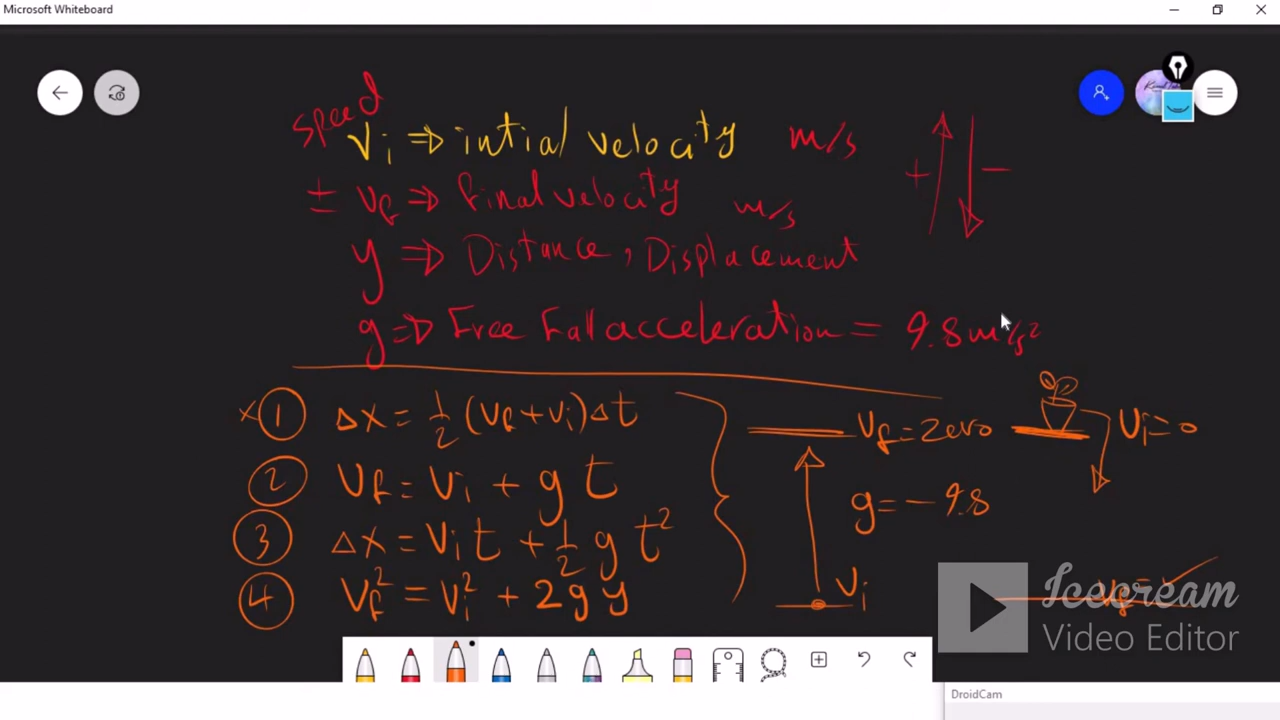 Microsoft Whiteboard
speed
Vi ⇒ intial velocity m/s
± Vf ⇒ final velocity m/s
y ⇒ Distance, Displacement
g ⇒ Free Fall acceleration = 9.8 m/s²
+ −
× ① Δx = ½ (Vf + Vi) Δt
② Vf = Vi + g t
③ Δx = Vi t + ½ g t²
④ Vf² = Vi² + 2 g y
Vf = Zero
Vi = 0
g = − 9.8
Vi
Icecream
Video Editor
DroidCam